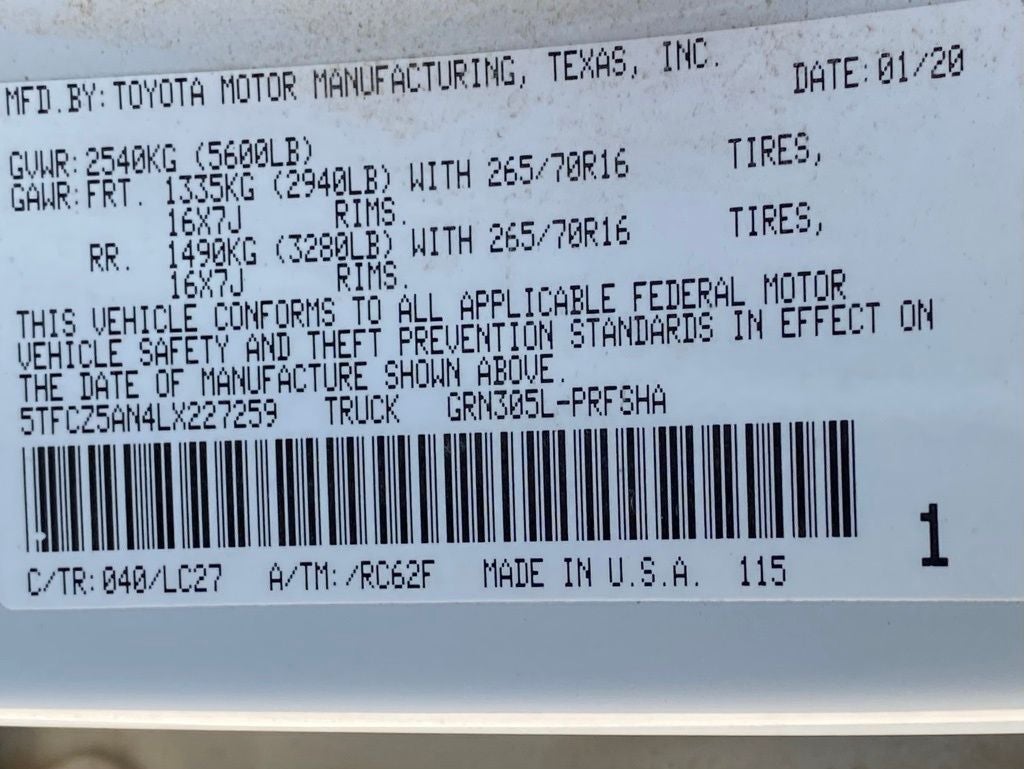 MFD.BY:TOYOTA MOTOR MANUFACTURING, TEXAS, INC. DATE:01/20
GVWR:2540KG (5600LB)
GAWR:FRT. 1335KG (2940LB) WITH 265/70R16 TIRES,
16X7J RIMS.
RR. 1490KG (3280LB) WITH 265/70R16 TIRES,
16X7J RIMS.
THIS VEHICLE CONFORMS TO ALL APPLICABLE FEDERAL MOTOR
VEHICLE SAFETY AND THEFT PREVENTION STANDARDS IN EFFECT ON
THE DATE OF MANUFACTURE SHOWN ABOVE.
5TFCZ5AN4LX227259 TRUCK GRN305L-PRFSHA
1
C/TR:040/LC27 A/TM:/RC62F MADE IN U.S.A. 115